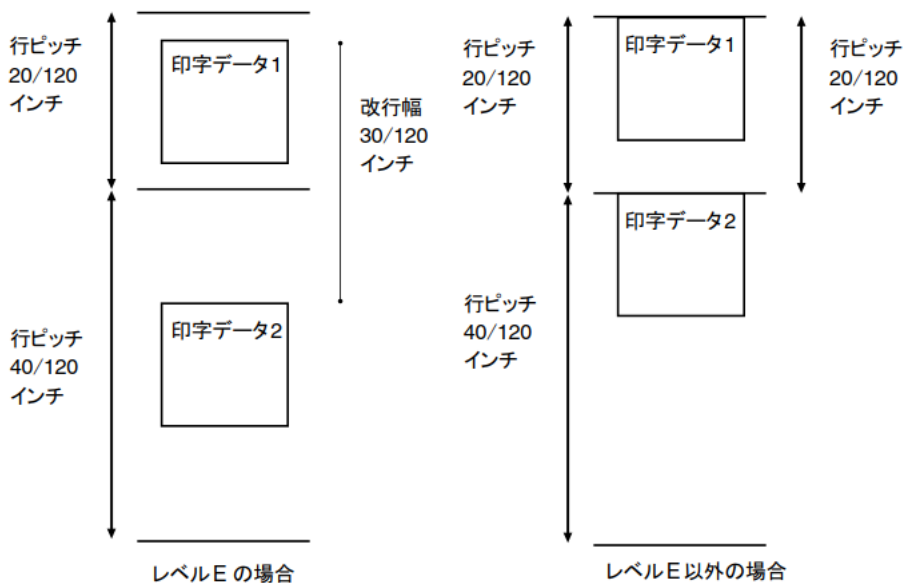 行ピッチ
20/120
インチ
印字データ1
改行幅
30/120
インチ
行ピッチ
40/120
インチ
印字データ2
レベルE の場合
行ピッチ
20/120
インチ
印字データ1
行ピッチ
20/120
インチ
印字データ2
行ピッチ
40/120
インチ
レベルE以外の場合